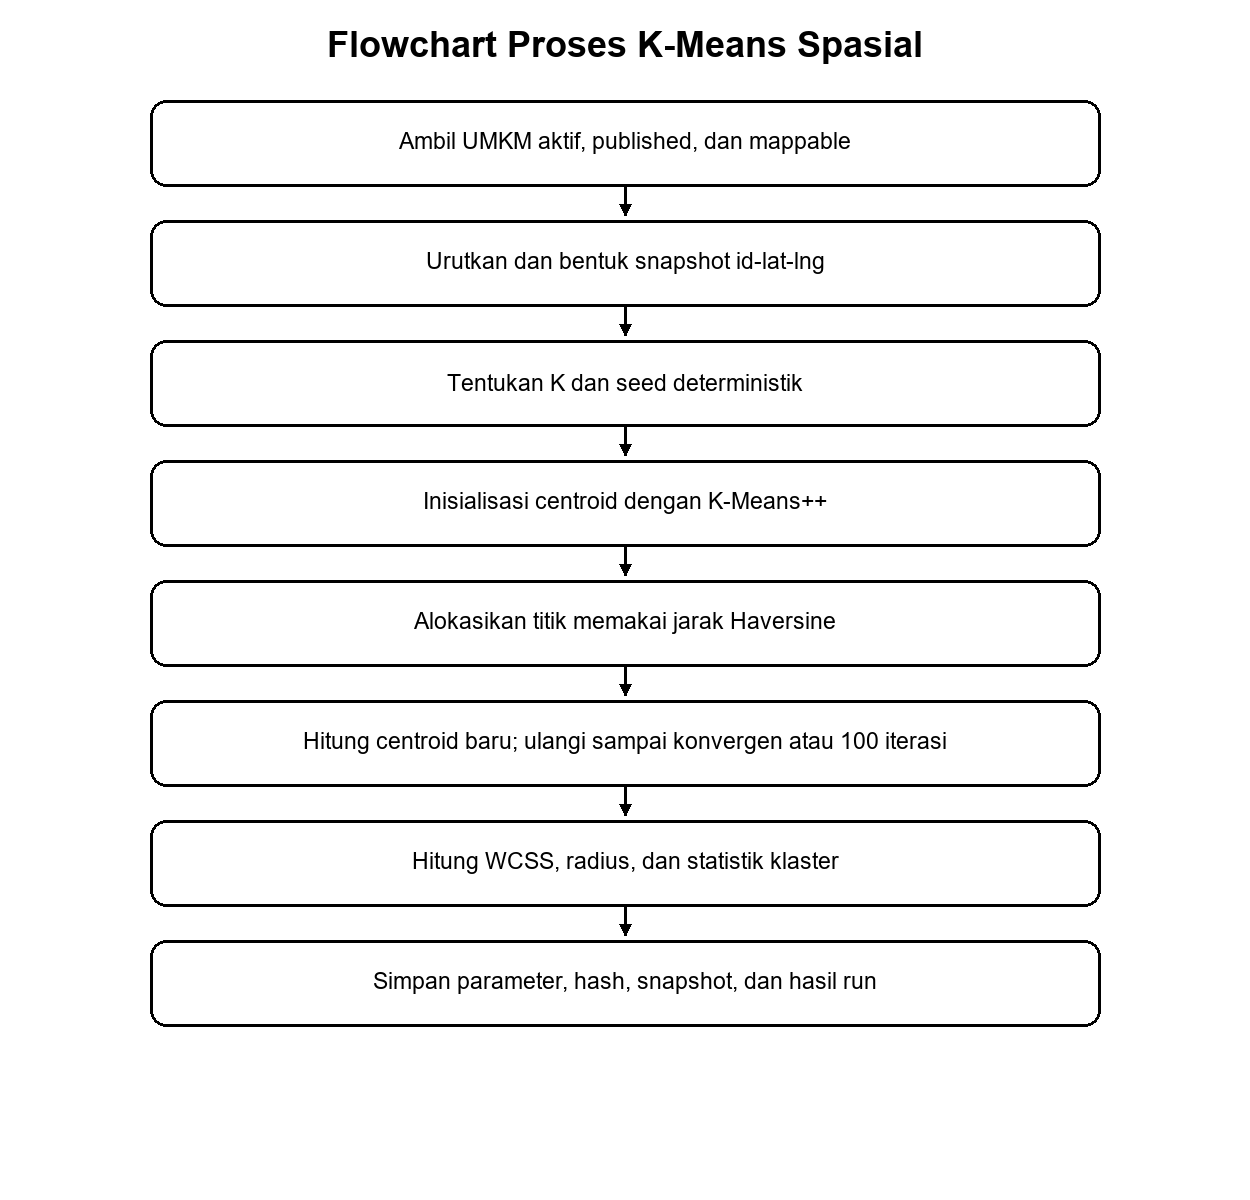 Flowchart Proses K-Means Spasial
Ambil UMKM aktif, published, dan mappable
Urutkan dan bentuk snapshot id-lat-lng
Tentukan K dan seed deterministik
Inisialisasi centroid dengan K-Means++
Alokasikan titik memakai jarak Haversine
Hitung centroid baru; ulangi sampai konvergen atau 100 iterasi
Hitung WCSS, radius, dan statistik klaster
Simpan parameter, hash, snapshot, dan hasil run